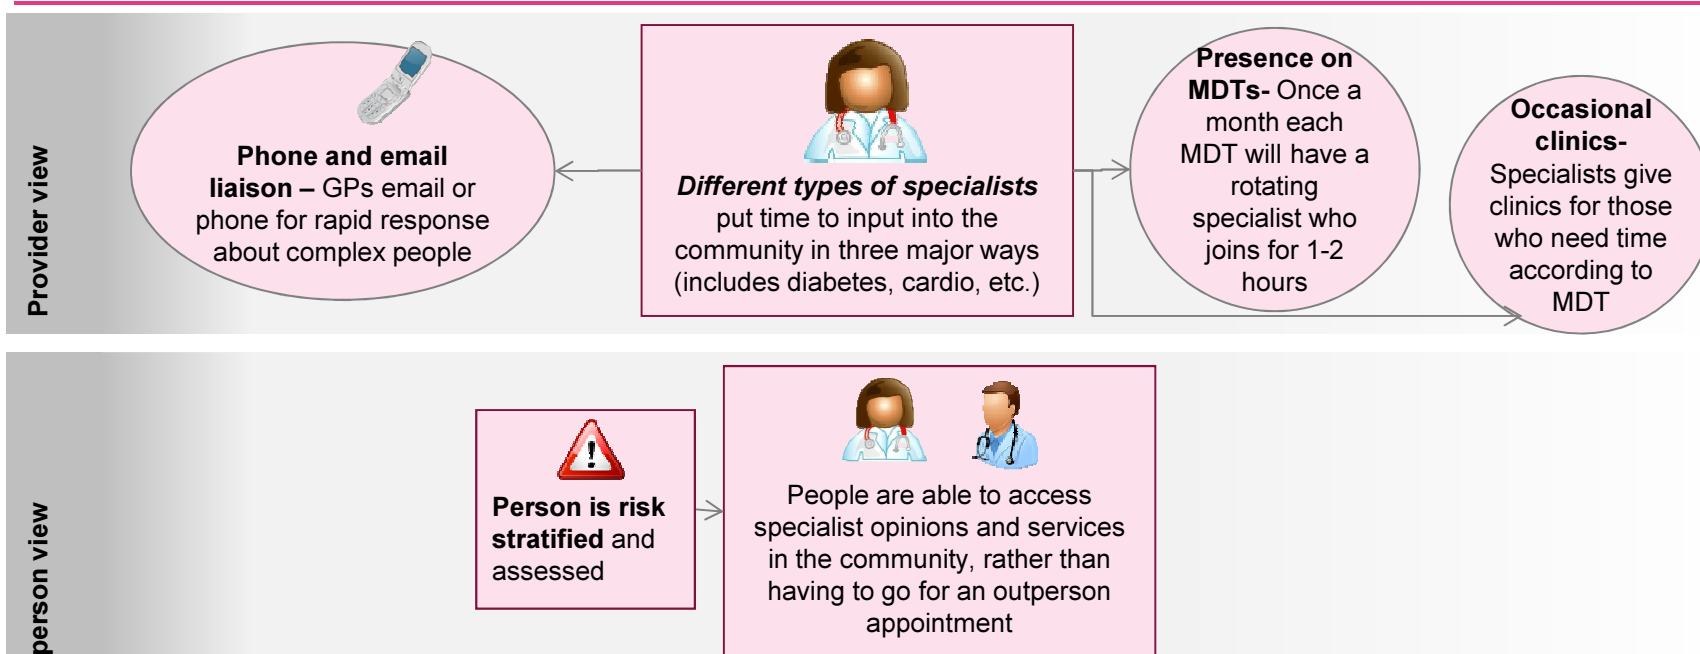 Provider view
Phone and email
liaison – GPs email or
phone for rapid response
about complex people
Different types of specialists
put time to input into the
community in three major ways
(includes diabetes, cardio, etc.)
Presence on
MDTs- Once a
month each
MDT will have a
rotating
specialist who
joins for 1-2
hours
Occasional
clinics-
Specialists give
clinics for those
who need time
according to
MDT
person view
Person is risk
stratified and
assessed
People are able to access
specialist opinions and services
in the community, rather than
having to go for an outperson
appointment